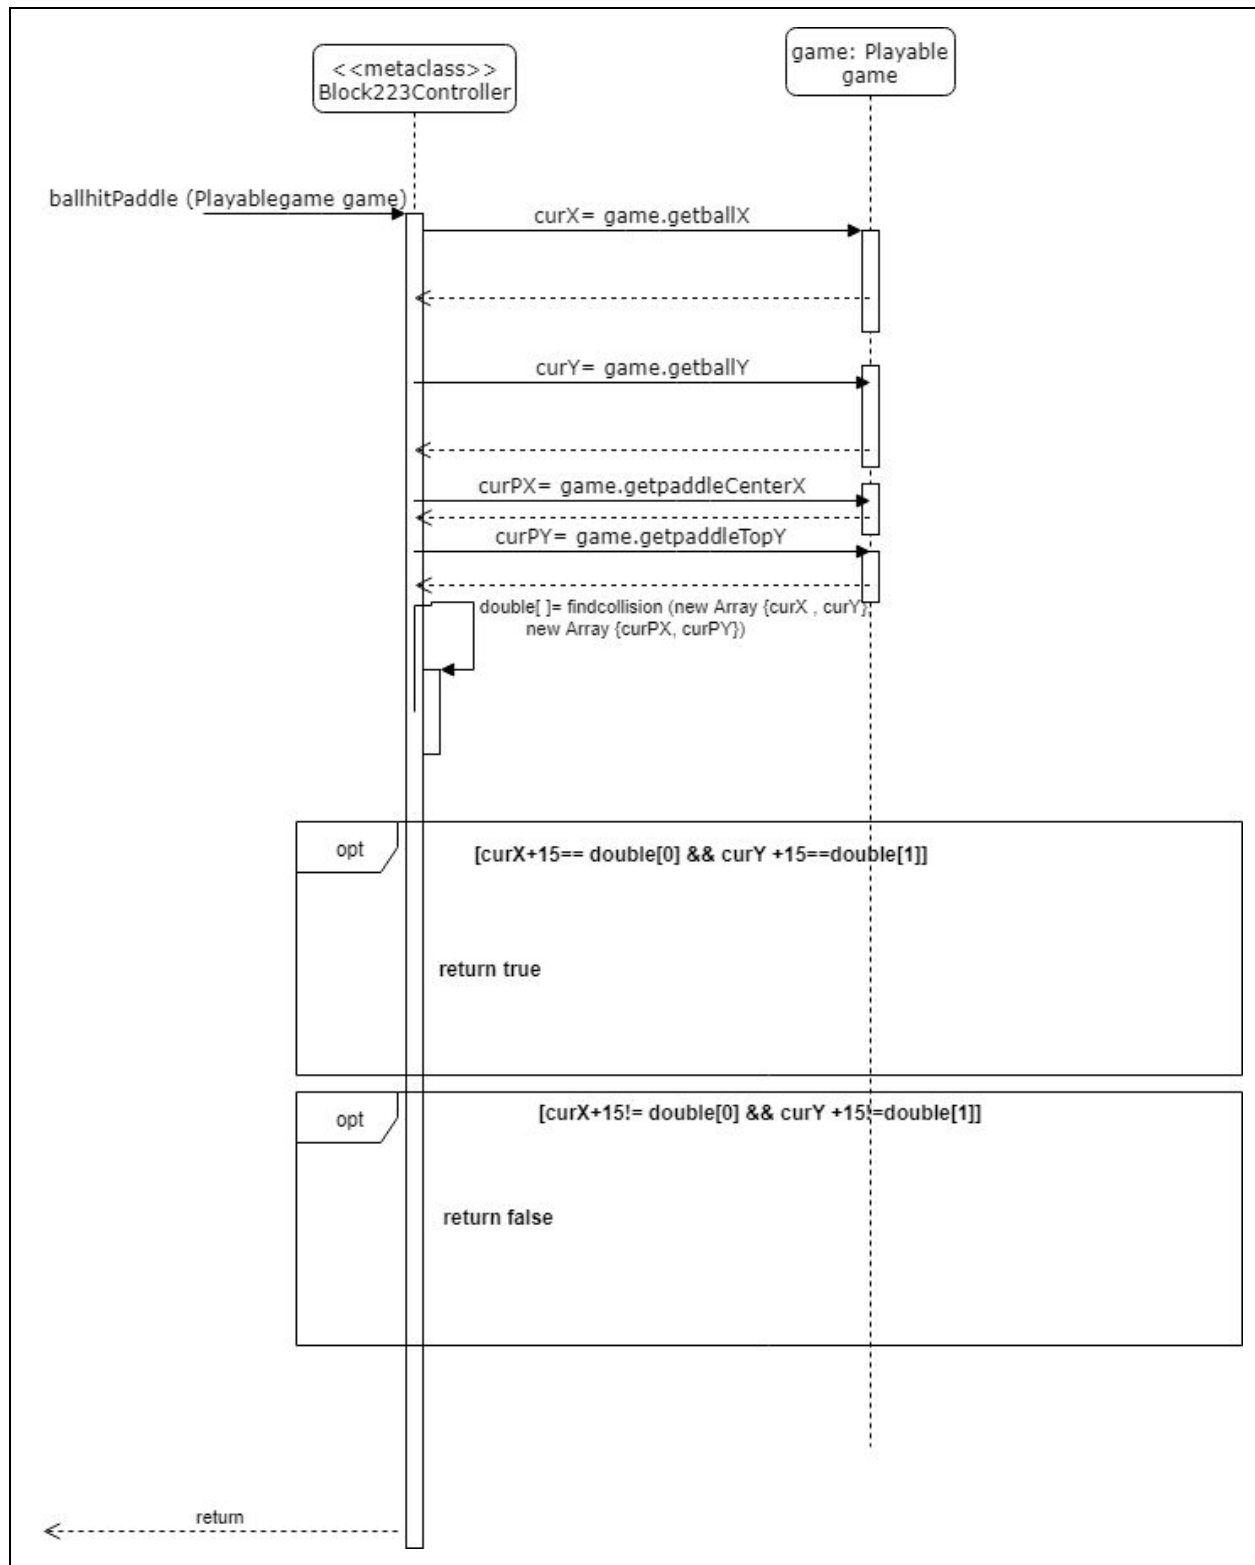 <<metaclass>>
Block223Controller
game: Playable
game
ballhitPaddle (Playablegame game)
curX= game.getballX
curY= game.getballY
curPX= game.getpaddleCenterX
curPY= game.getpaddleTopY
double[ ]= findcollision (new Array {curX , curY}
new Array {curPX, curPY})
opt
[curX+15== double[0] && curY +15==double[1]]
return true
opt
[curX+15!= double[0] && curY +15!=double[1]]
return false
return